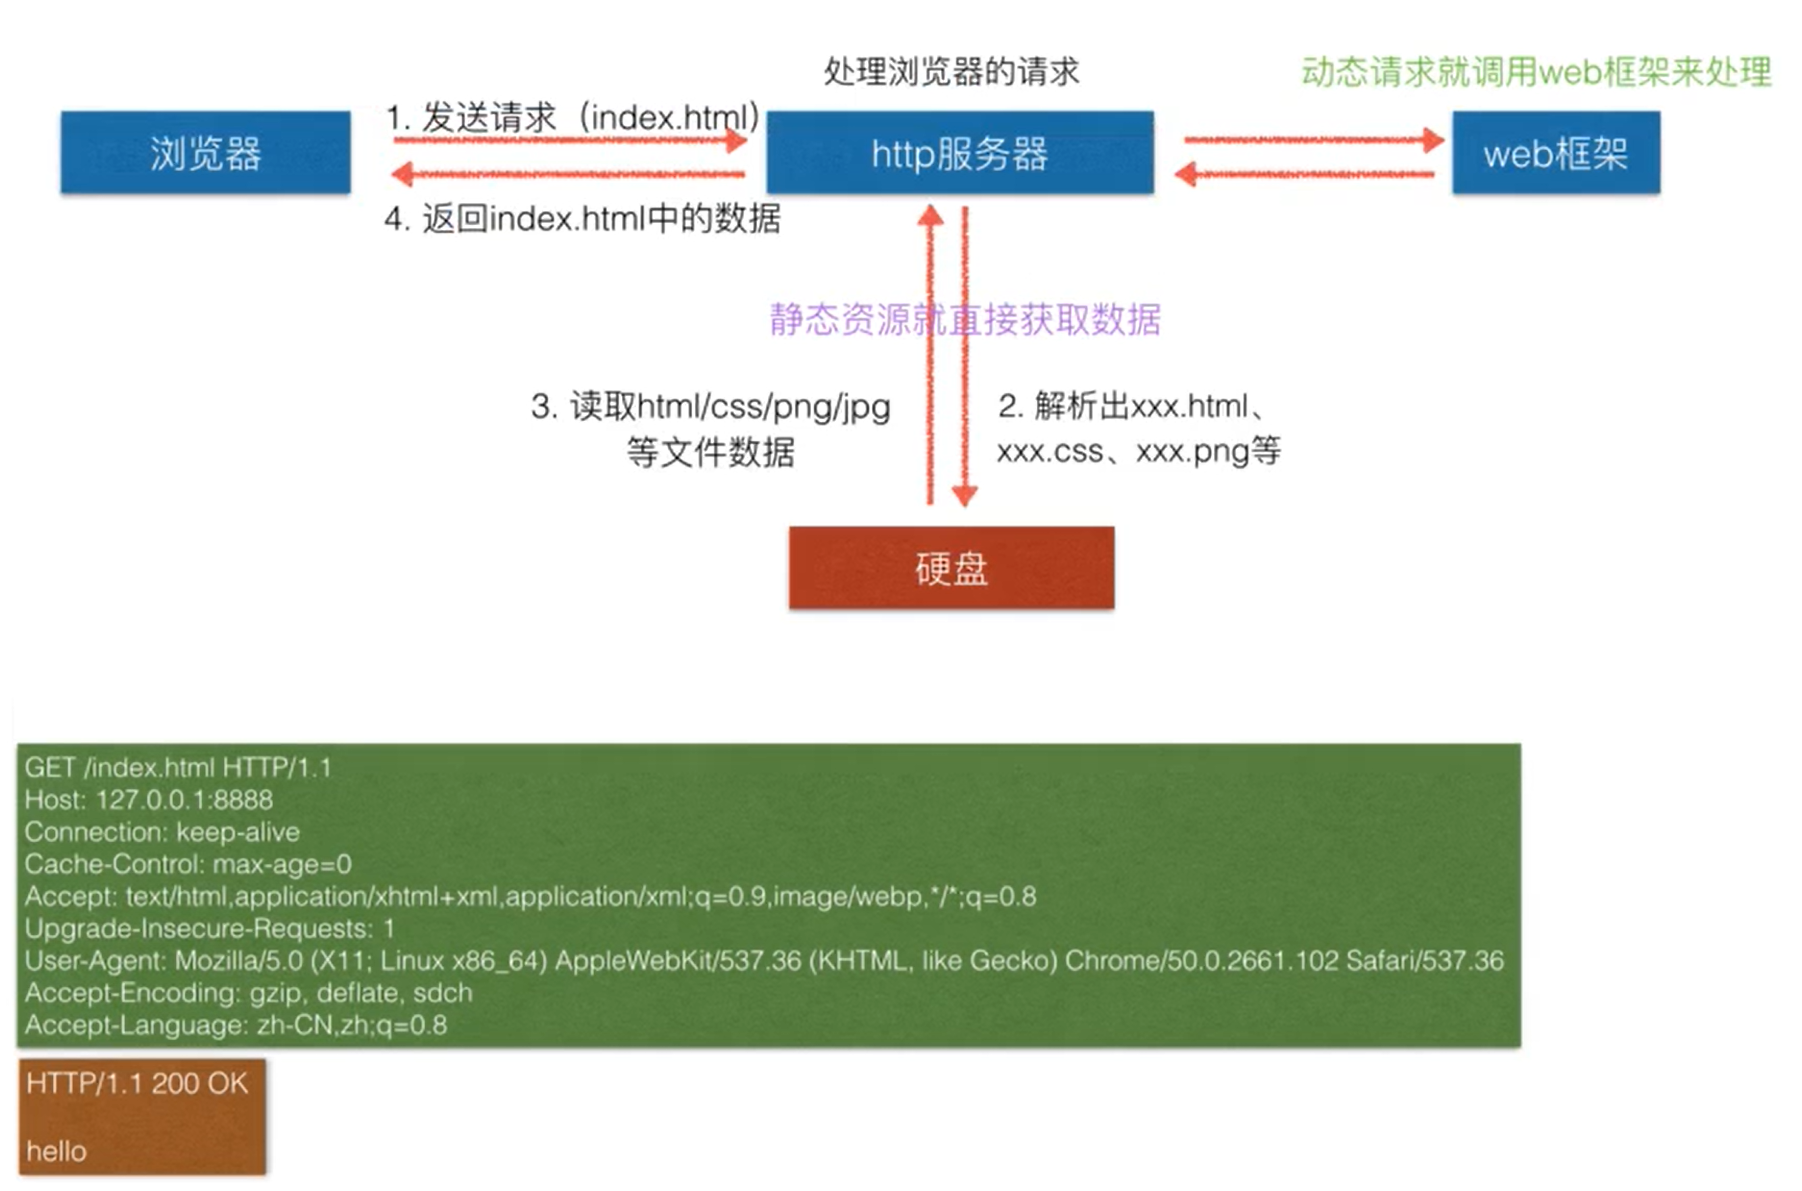 处理浏览器的请求
动态请求就调用web框架来处理
1. 发送请求（index.html）
浏览器
http服务器
web框架
4. 返回index.html中的数据
静态资源就直接获取数据
3. 读取html/css/png/jpg
等文件数据
2. 解析出xxx.html、
xxx.css、xxx.png等
硬盘
GET /index.html HTTP/1.1
Host: 127.0.0.1:8888
Connection: keep-alive
Cache-Control: max-age=0
Accept: text/html,application/xhtml+xml,application/xml;q=0.9,image/webp,*/*;q=0.8
Upgrade-Insecure-Requests: 1
User-Agent: Mozilla/5.0 (X11; Linux x86_64) AppleWebKit/537.36 (KHTML, like Gecko) Chrome/50.0.2661.102 Safari/537.36
Accept-Encoding: gzip, deflate, sdch
Accept-Language: zh-CN,zh;q=0.8
HTTP/1.1 200 OK
hello